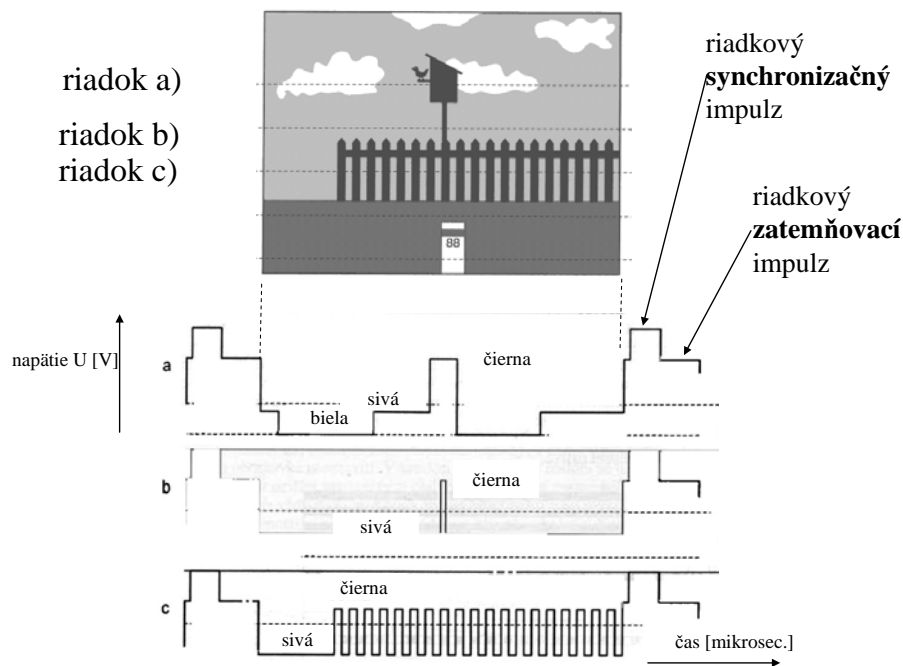 riadok a)
riadok b)
riadok c)
riadkový
synchronizačný
impulz
riadkový
zatemňovací
impulz
88
napätie U [V]
a
čierna
sivá
biela
b
čierna
sivá
c
čierna
sivá
čas [mikrosec.]